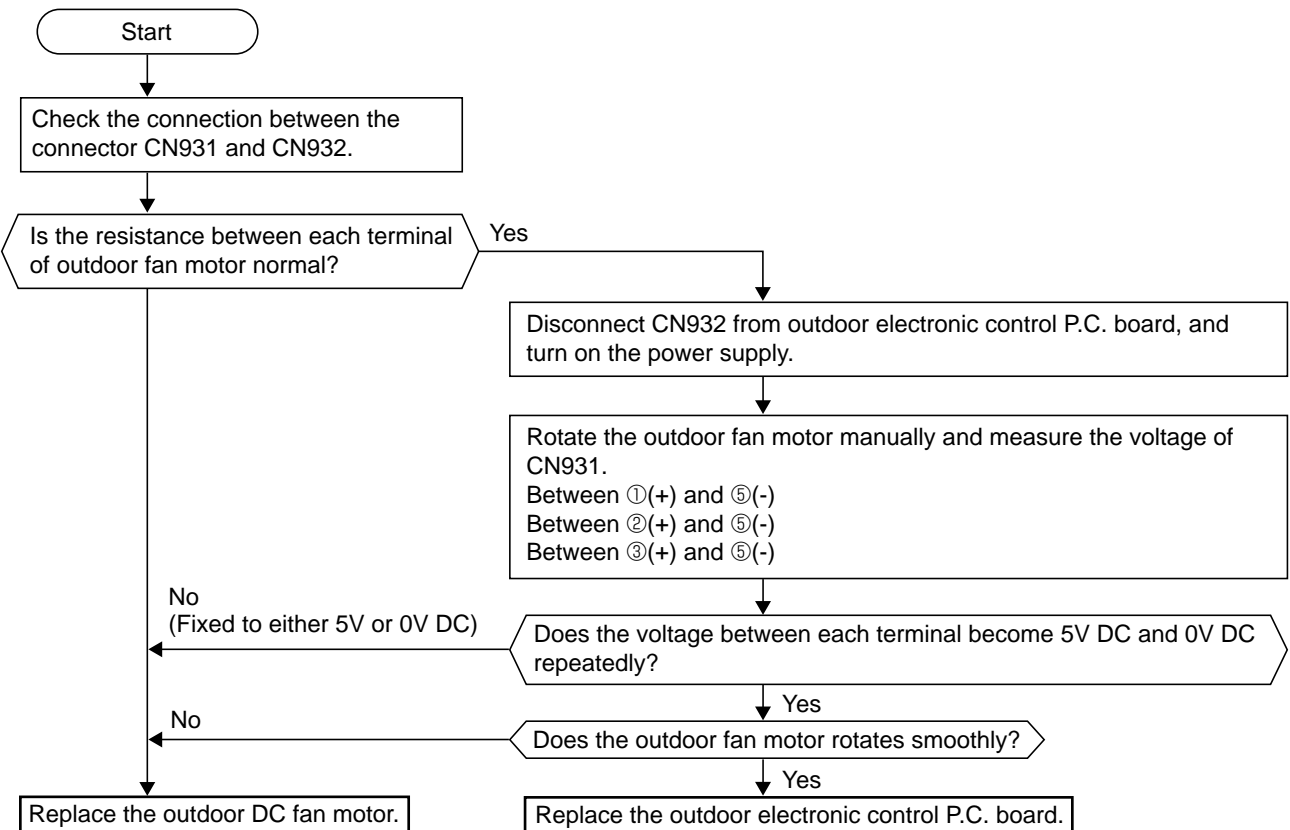 Start
Check the connection between the
connector CN931 and CN932.
Is the resistance between each terminal
of outdoor fan motor normal?
Yes
Disconnect CN932 from outdoor electronic control P.C. board, and
turn on the power supply.
Rotate the outdoor fan motor manually and measure the voltage of
CN931.
Between ①(+) and ⑤(-)
Between ②(+) and ⑤(-)
Between ③(+) and ⑤(-)
No
(Fixed to either 5V or 0V DC)
Does the voltage between each terminal become 5V DC and 0V DC
repeatedly?
Yes
No
Does the outdoor fan motor rotates smoothly?
Yes
Replace the outdoor DC fan motor.
Replace the outdoor electronic control P.C. board.